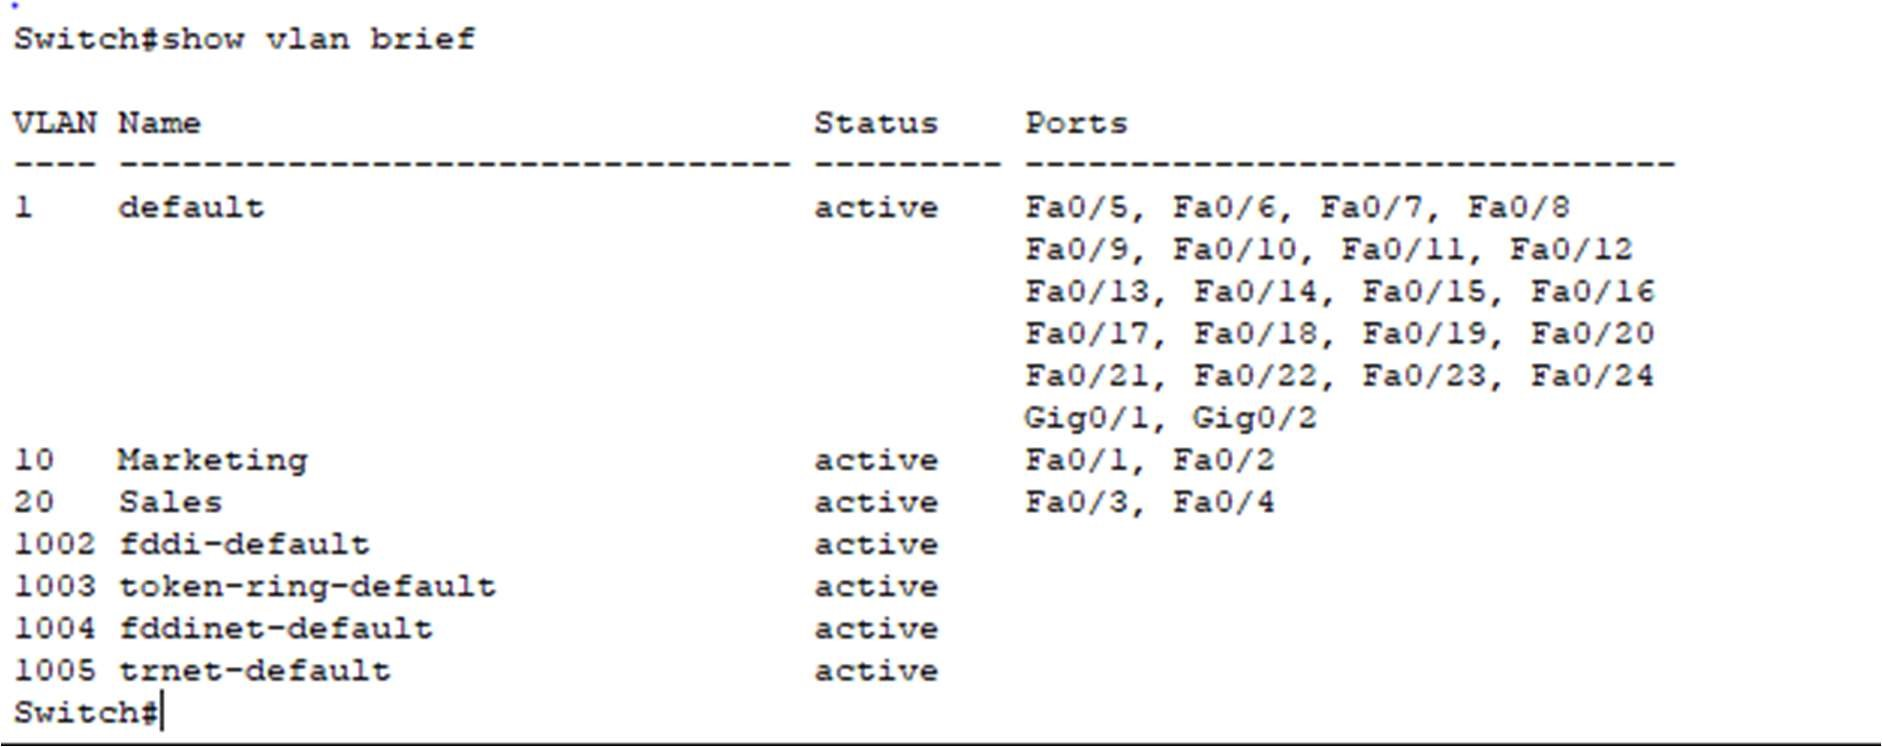 Switch#show vlan brief
VLAN Name                             Status    Ports
---- -------------------------------- --------- -------------------------------
1    default                          active    Fa0/5, Fa0/6, Fa0/7, Fa0/8
                                                Fa0/9, Fa0/10, Fa0/11, Fa0/12
                                                Fa0/13, Fa0/14, Fa0/15, Fa0/16
                                                Fa0/17, Fa0/18, Fa0/19, Fa0/20
                                                Fa0/21, Fa0/22, Fa0/23, Fa0/24
                                                Gig0/1, Gig0/2
10   Marketing                        active    Fa0/1, Fa0/2
20   Sales                            active    Fa0/3, Fa0/4
1002 fddi-default                     active
1003 token-ring-default               active
1004 fddinet-default                  active
1005 trnet-default                    active
Switch#